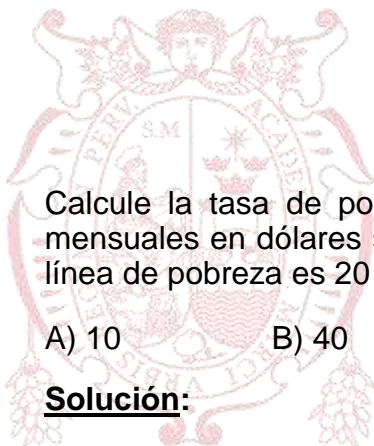 S.M
Calcule la tasa de po
mensuales en dólares
línea de pobreza es 20
A) 10 B) 40
Solución: